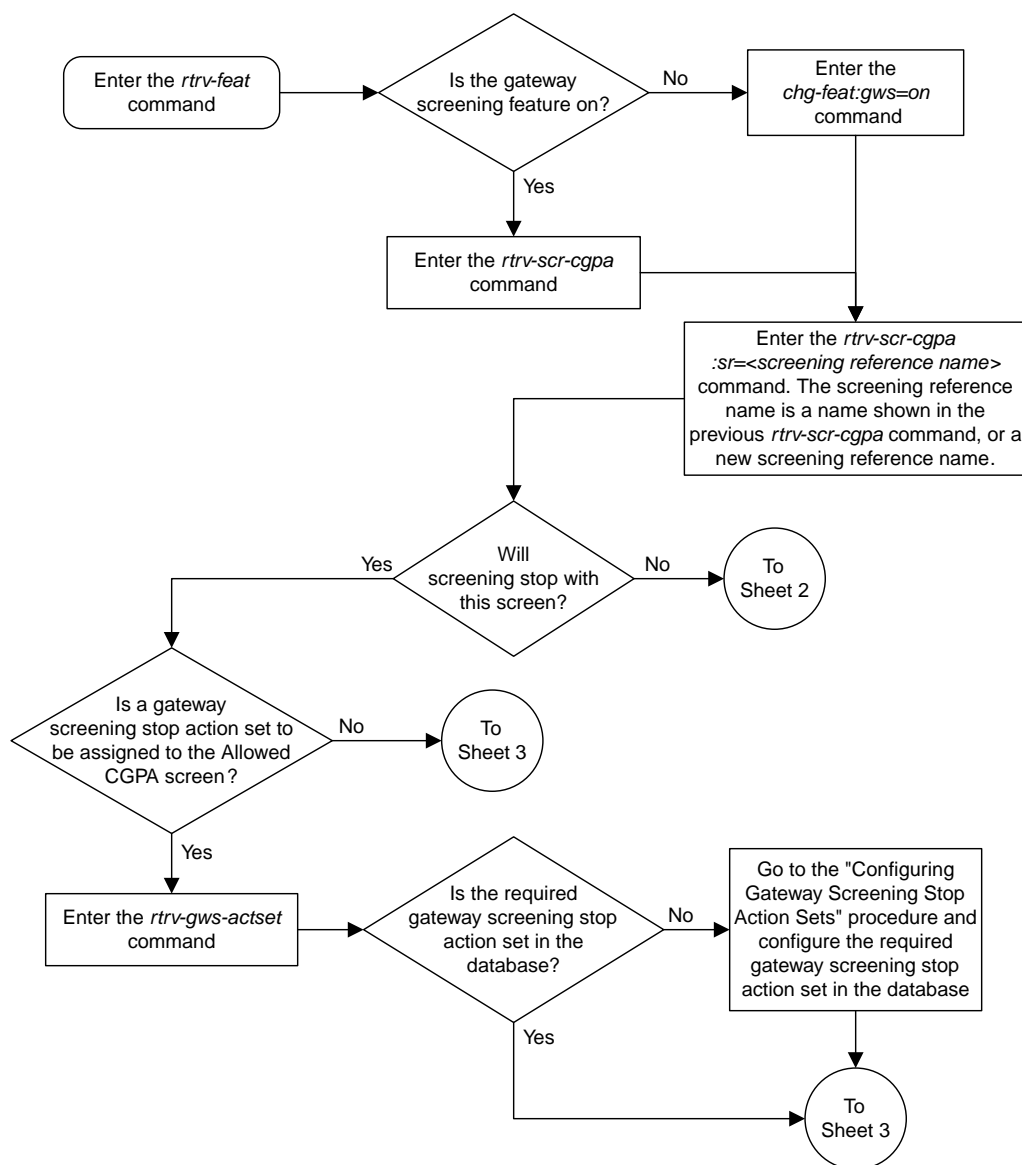 Enter the rtrv-feat
command
Is the gateway
screening feature on?
No
Enter the
chg-feat:gws=on
command
Yes
Enter the rtrv-scr-cgpa
command
Enter the rtrv-scr-cgpa
:sr=<screening reference name>
command. The screening reference
name is a name shown in the
previous rtrv-scr-cgpa command, or a
new screening reference name.
Will
screening stop with
this screen?
Yes
No
To
Sheet 2
Is a gateway
screening stop action set to
be assigned to the Allowed
CGPA screen?
No
To
Sheet 3
Yes
Enter the rtrv-gws-actset
command
Is the required
gateway screening stop
action set in the
database?
No
Go to the "Configuring
Gateway Screening Stop
Action Sets" procedure and
configure the required
gateway screening stop
action set in the database
Yes
To
Sheet 3